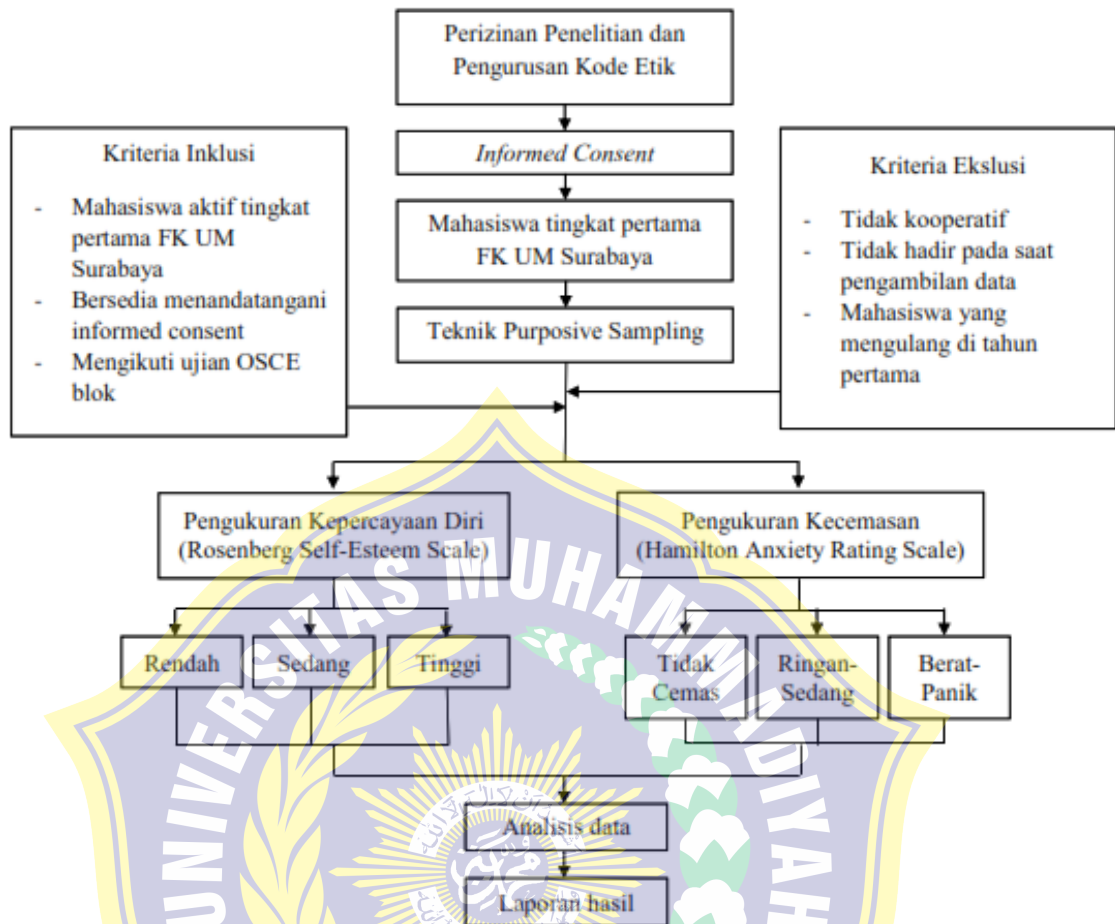 Perizinan Penelitian dan
Pengurusan Kode Etik
Informed Consent
Mahasiswa tingkat pertama
FK UM Surabaya
Teknik Purposive Sampling
Kriteria Inklusi
- Mahasiswa aktif tingkat
pertama FK UM
Surabaya
- Bersedia menandatangani
informed consent
- Mengikuti ujian OSCE
blok
Kriteria Ekslusi
- Tidak kooperatif
- Tidak hadir pada saat
pengambilan data
- Mahasiswa yang
mengulang di tahun
pertama
Pengukuran Kepercayaan Diri
(Rosenberg Self-Esteem Scale)
Pengukuran Kecemasan
(Hamilton Anxiety Rating Scale)
Rendah
Sedang
Tinggi
Tidak
Cemas
Ringan-
Sedang
Berat-
Panik
Analisis data
Laporan hasil
UNIVERSITAS MUHAMMADIYAH